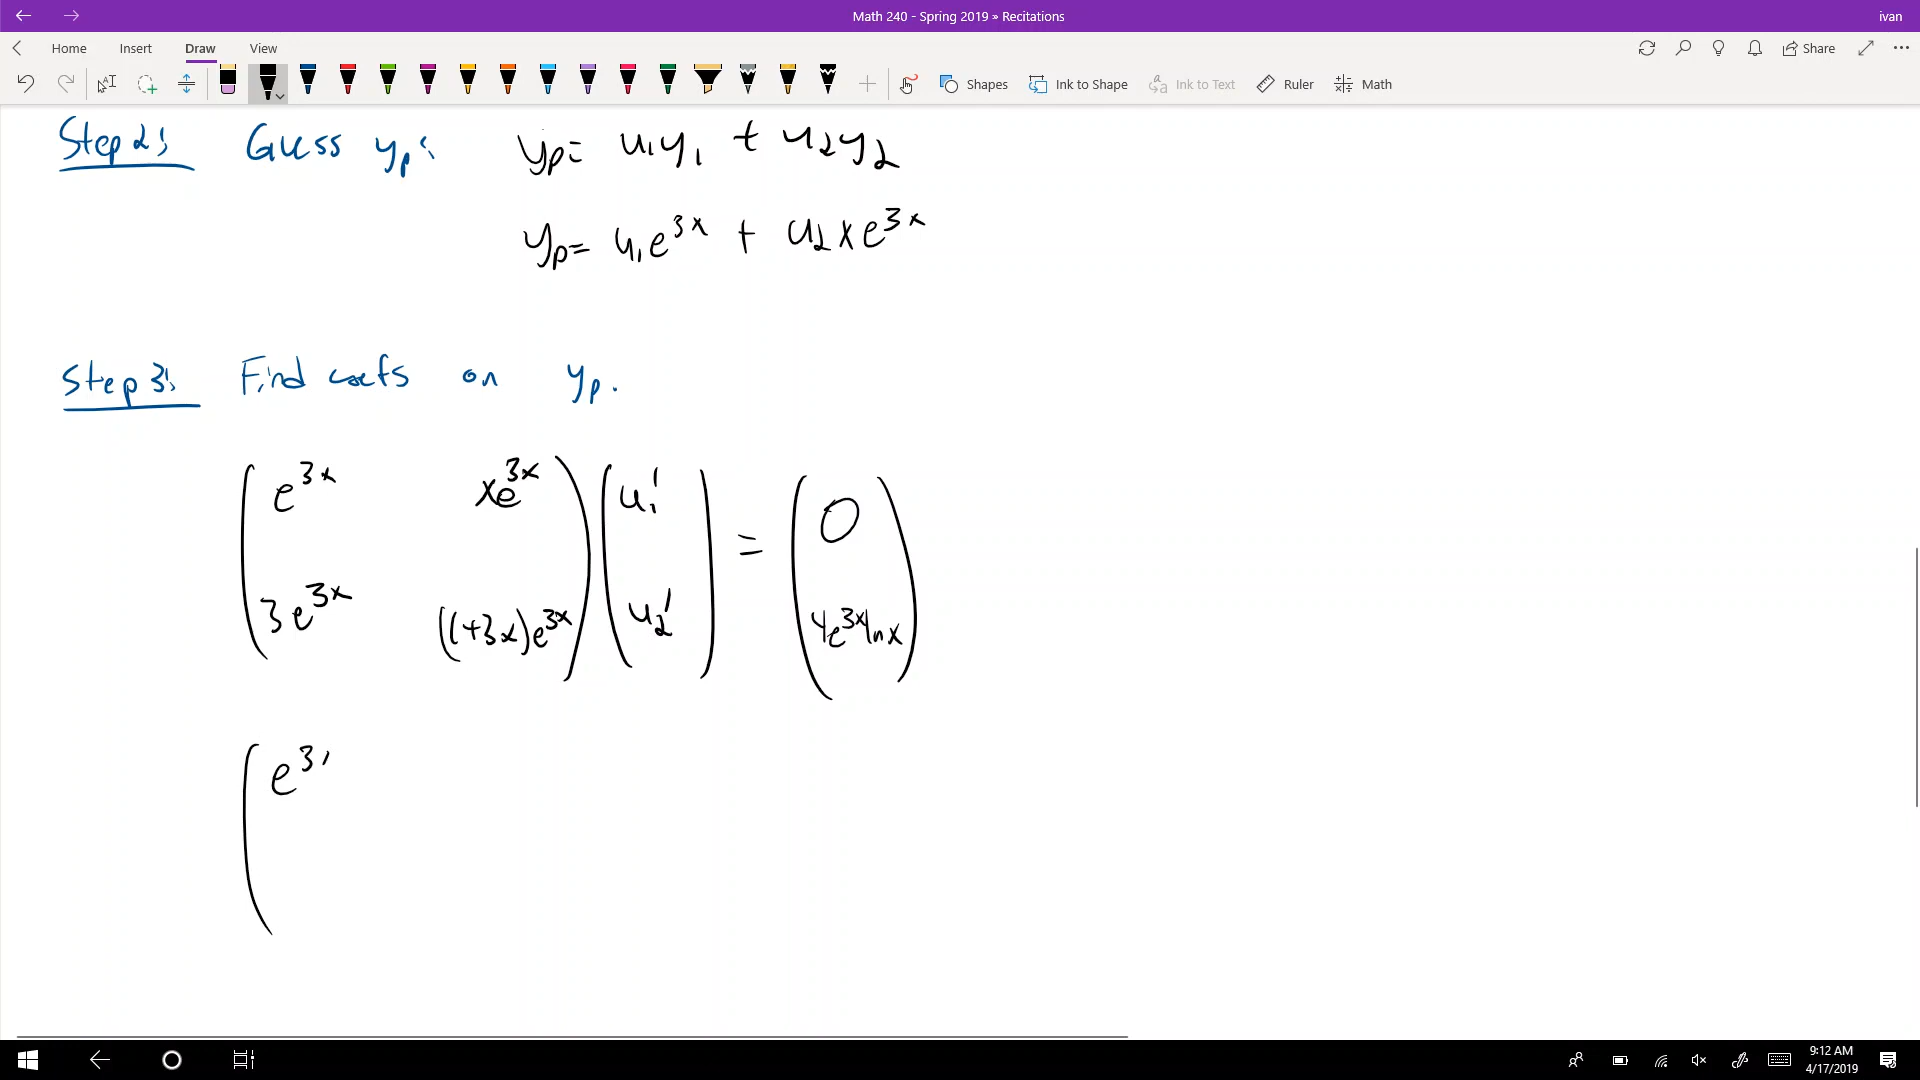 Math 240 - Spring 2019 » Recitations
ivan
Home Insert Draw View
Share
Shapes Ink to Shape Ink to Text Ruler Math
Step 2: Guess yₚ: yₚ= u₁y₁ + u₂y₂
yₚ= u₁e^3x + u₂xe^3x
Step 3: Find coefs on yₚ.
( e^3x xe^3x ) ( u₁' ) = ( 0 )
( 3e^3x (1+3x)e^3x ) ( u₂' ) ( 4e^3x ln x )
( e^3
9:12 AM
4/17/2019